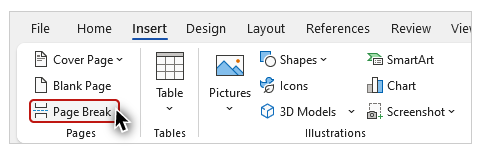 File Home Insert Design Layout References Review View
Cover Page
Blank Page
Page Break
Pages
Table
Tables
Pictures
Shapes
Icons
3D Models
SmartArt
Chart
Screenshot
Illustrations